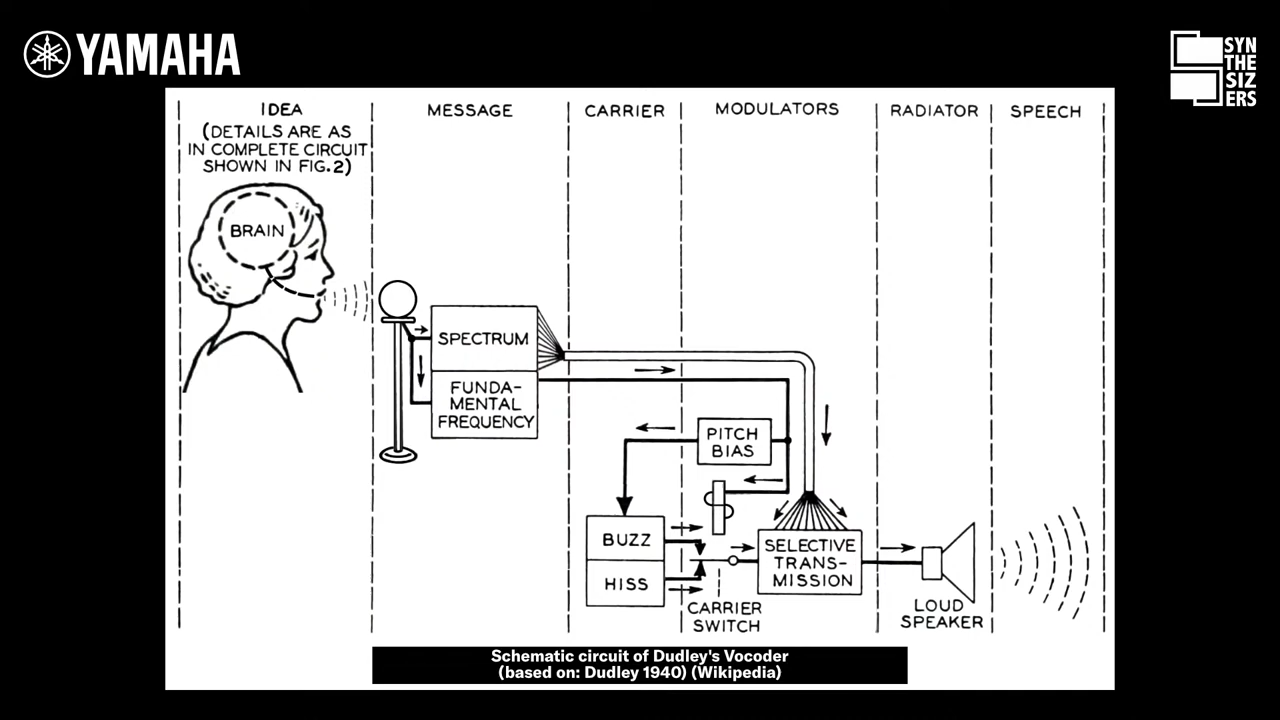 YAMAHA
SYN
THE
SIZ
ERS
IDEA
(DETAILS ARE AS
IN COMPLETE CIRCUIT
SHOWN IN FIG.2)
MESSAGE
CARRIER
MODULATORS
RADIATOR
SPEECH
BRAIN
SPECTRUM
FUNDA-
MENTAL
FREQUENCY
PITCH
BIAS
BUZZ
HISS
CARRIER
SWITCH
SELECTIVE
TRANS-
MISSION
LOUD
SPEAKER
Schematic circuit of Dudley's Vocoder
(based on: Dudley 1940) (Wikipedia)